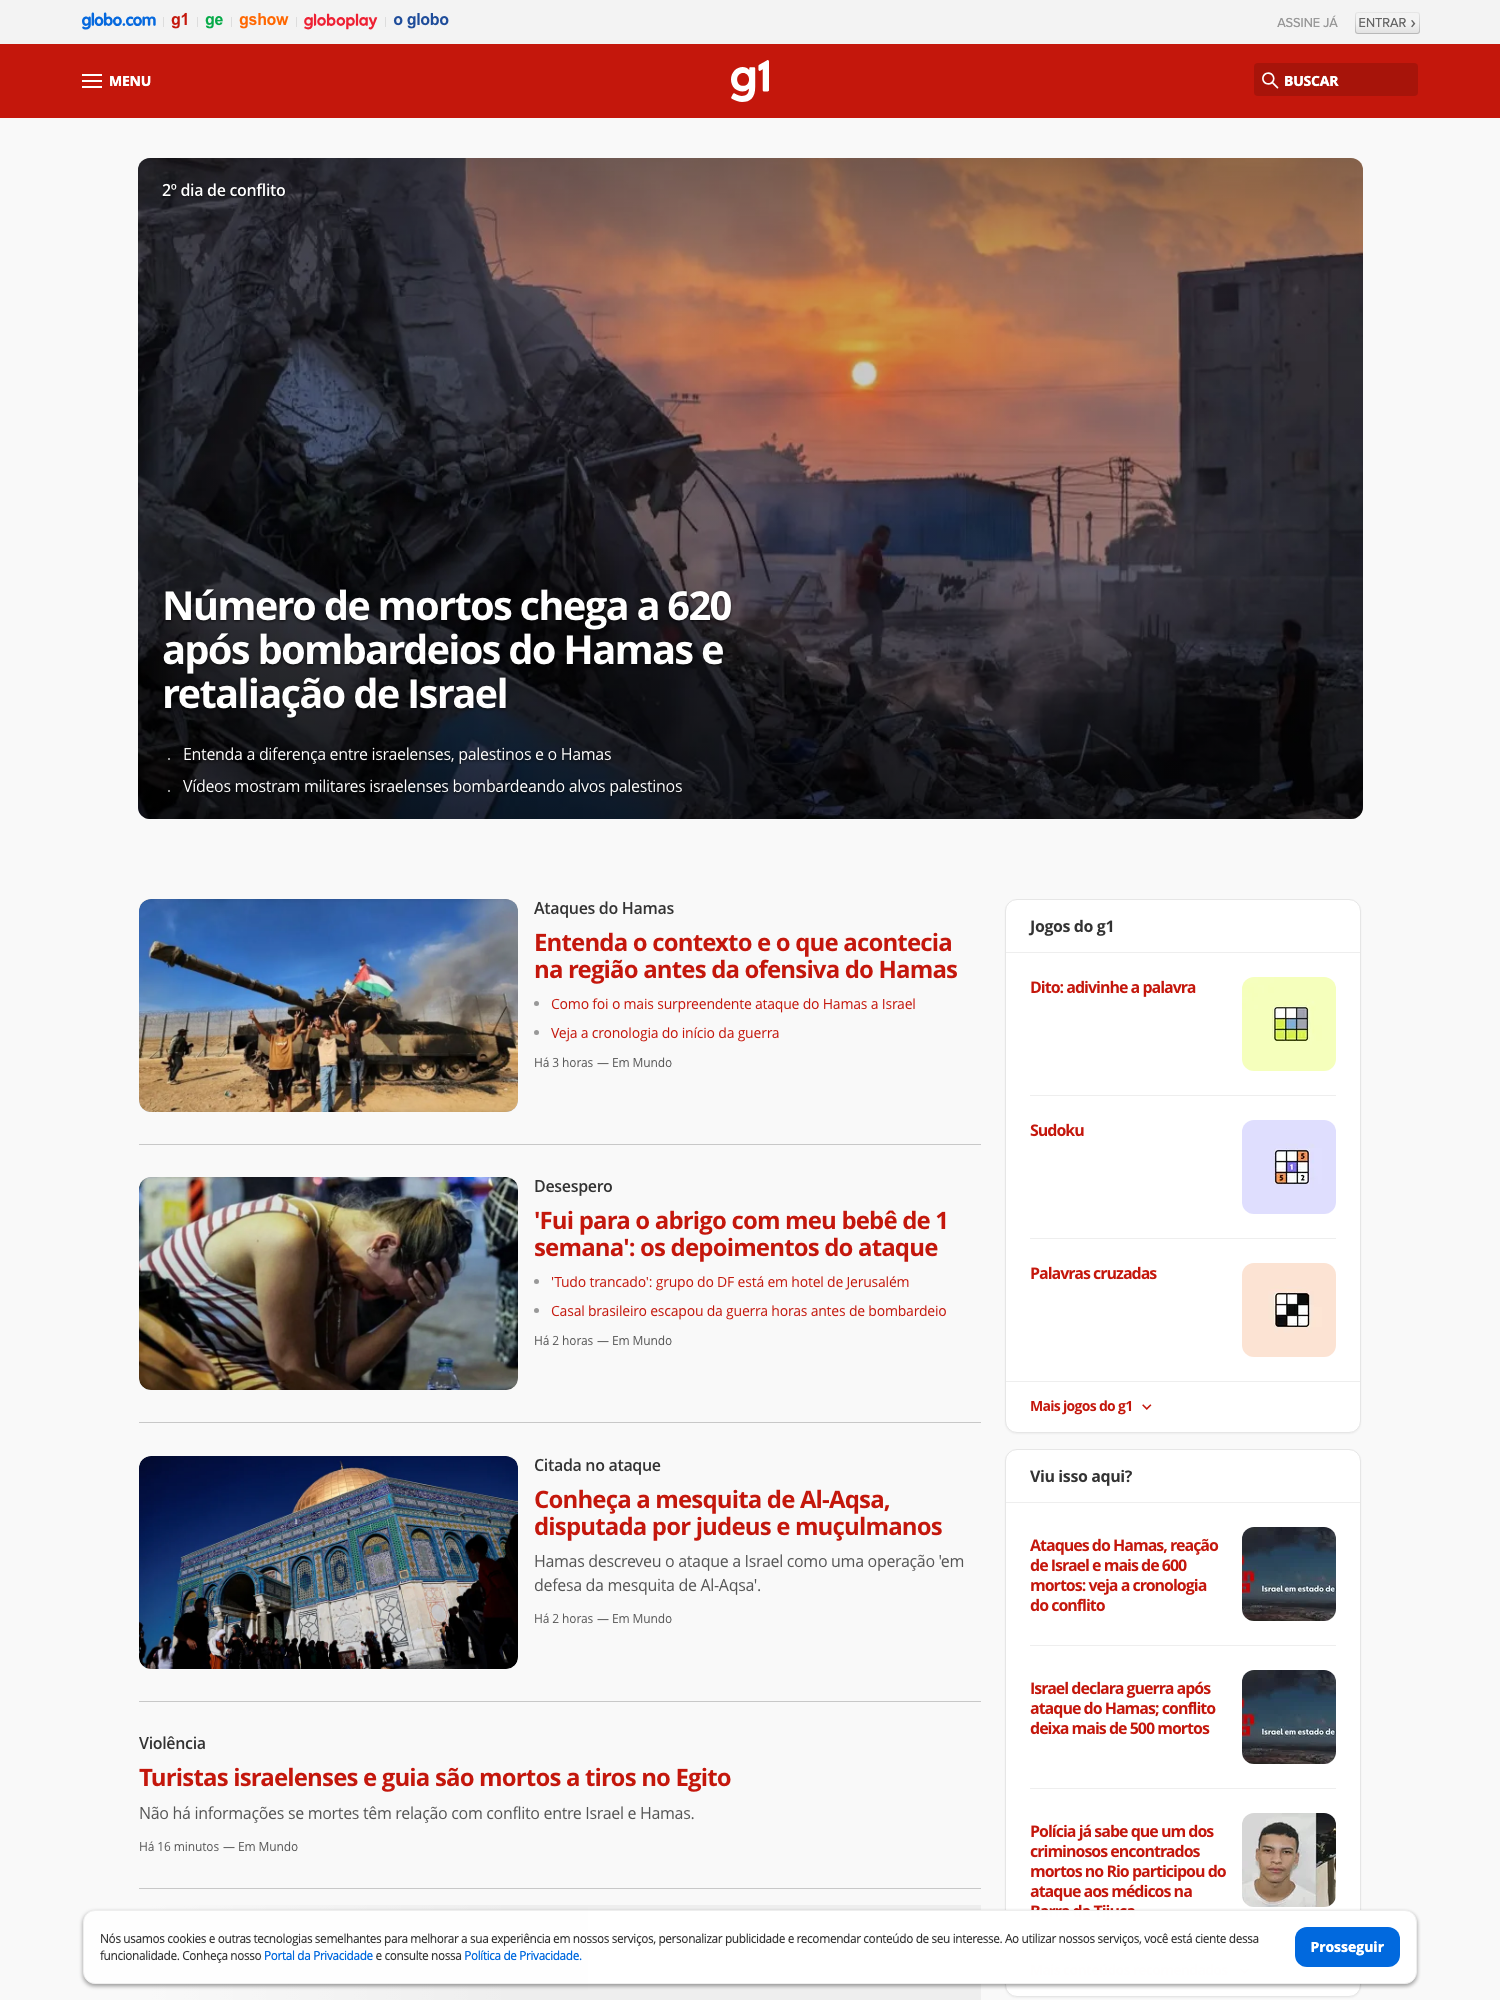 globo.com g1 ge gshow globoplay o globo
ASSINE JÁ ENTRAR ›
MENU
g1
BUSCAR
2º dia de conflito
Número de mortos chega a 620
após bombardeios do Hamas e
retaliação de Israel
. Entenda a diferença entre israelenses, palestinos e o Hamas
. Vídeos mostram militares israelenses bombardeando alvos palestinos
Ataques do Hamas
Entenda o contexto e o que acontecia
na região antes da ofensiva do Hamas
• Como foi o mais surpreendente ataque do Hamas a Israel
• Veja a cronologia do início da guerra
Há 3 horas — Em Mundo
Desespero
'Fui para o abrigo com meu bebê de 1
semana': os depoimentos do ataque
• 'Tudo trancado': grupo do DF está em hotel de Jerusalém
• Casal brasileiro escapou da guerra horas antes de bombardeio
Há 2 horas — Em Mundo
Citada no ataque
Conheça a mesquita de Al-Aqsa,
disputada por judeus e muçulmanos
Hamas descreveu o ataque a Israel como uma operação 'em
defesa da mesquita de Al-Aqsa'.
Há 2 horas — Em Mundo
Violência
Turistas israelenses e guia são mortos a tiros no Egito
Não há informações se mortes têm relação com conflito entre Israel e Hamas.
Há 16 minutos — Em Mundo
Jogos do g1
Dito: adivinhe a palavra
Sudoku
5
1
5 2
Palavras cruzadas
Mais jogos do g1
Viu isso aqui?
Ataques do Hamas, reação
de Israel e mais de 600
mortos: veja a cronologia
do conflito
Israel em estado de
Israel declara guerra após
ataque do Hamas; conflito
deixa mais de 500 mortos
Israel em estado de
Polícia já sabe que um dos
criminosos encontrados
mortos no Rio participou do
ataque aos médicos na
Nós usamos cookies e outras tecnologias semelhantes para melhorar a sua experiência em nossos serviços, personalizar publicidade e recomendar conteúdo de seu interesse. Ao utilizar nossos serviços, você está ciente dessa
funcionalidade. Conheça nosso Portal da Privacidade e consulte nossa Política de Privacidade.
Prosseguir